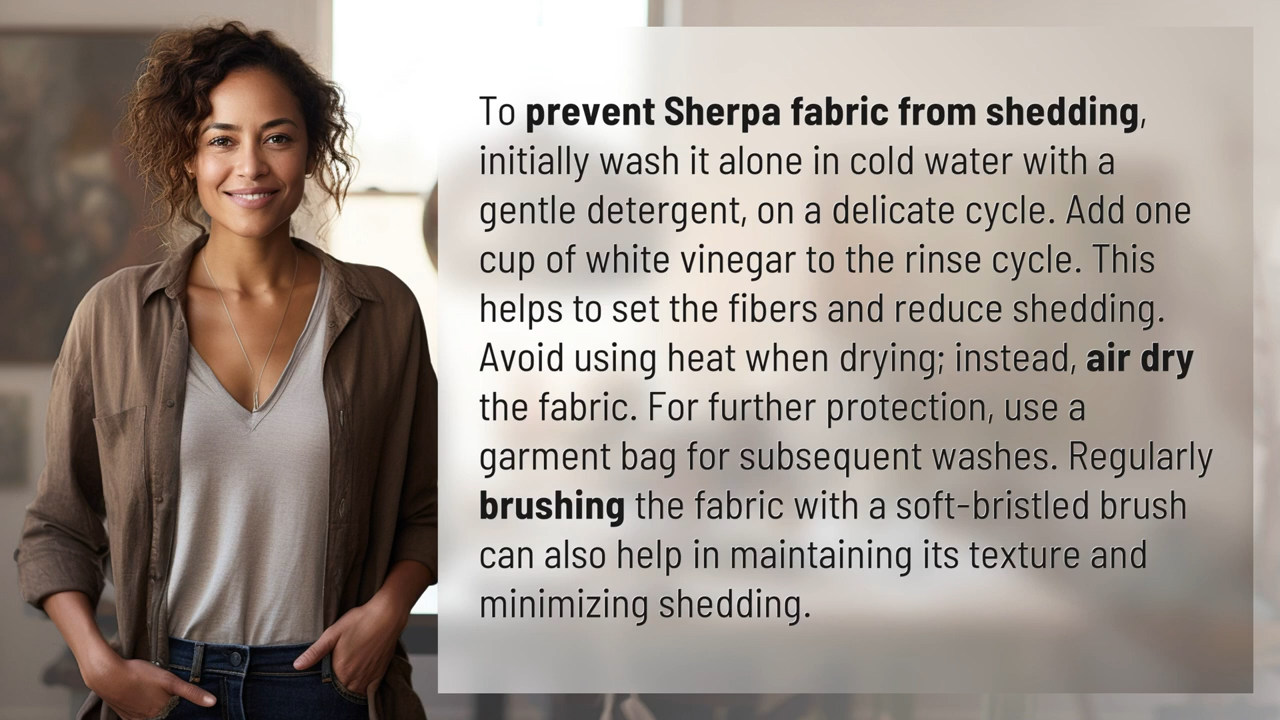 To prevent Sherpa fabric from shedding,
initially wash it alone in cold water with a
gentle detergent, on a delicate cycle. Add one
cup of white vinegar to the rinse cycle. This
helps to set the fibers and reduce shedding.
Avoid using heat when drying; instead, air dry
the fabric. For further protection, use a
garment bag for subsequent washes. Regularly
brushing the fabric with a soft-bristled brush
can also help in maintaining its texture and
minimizing shedding.